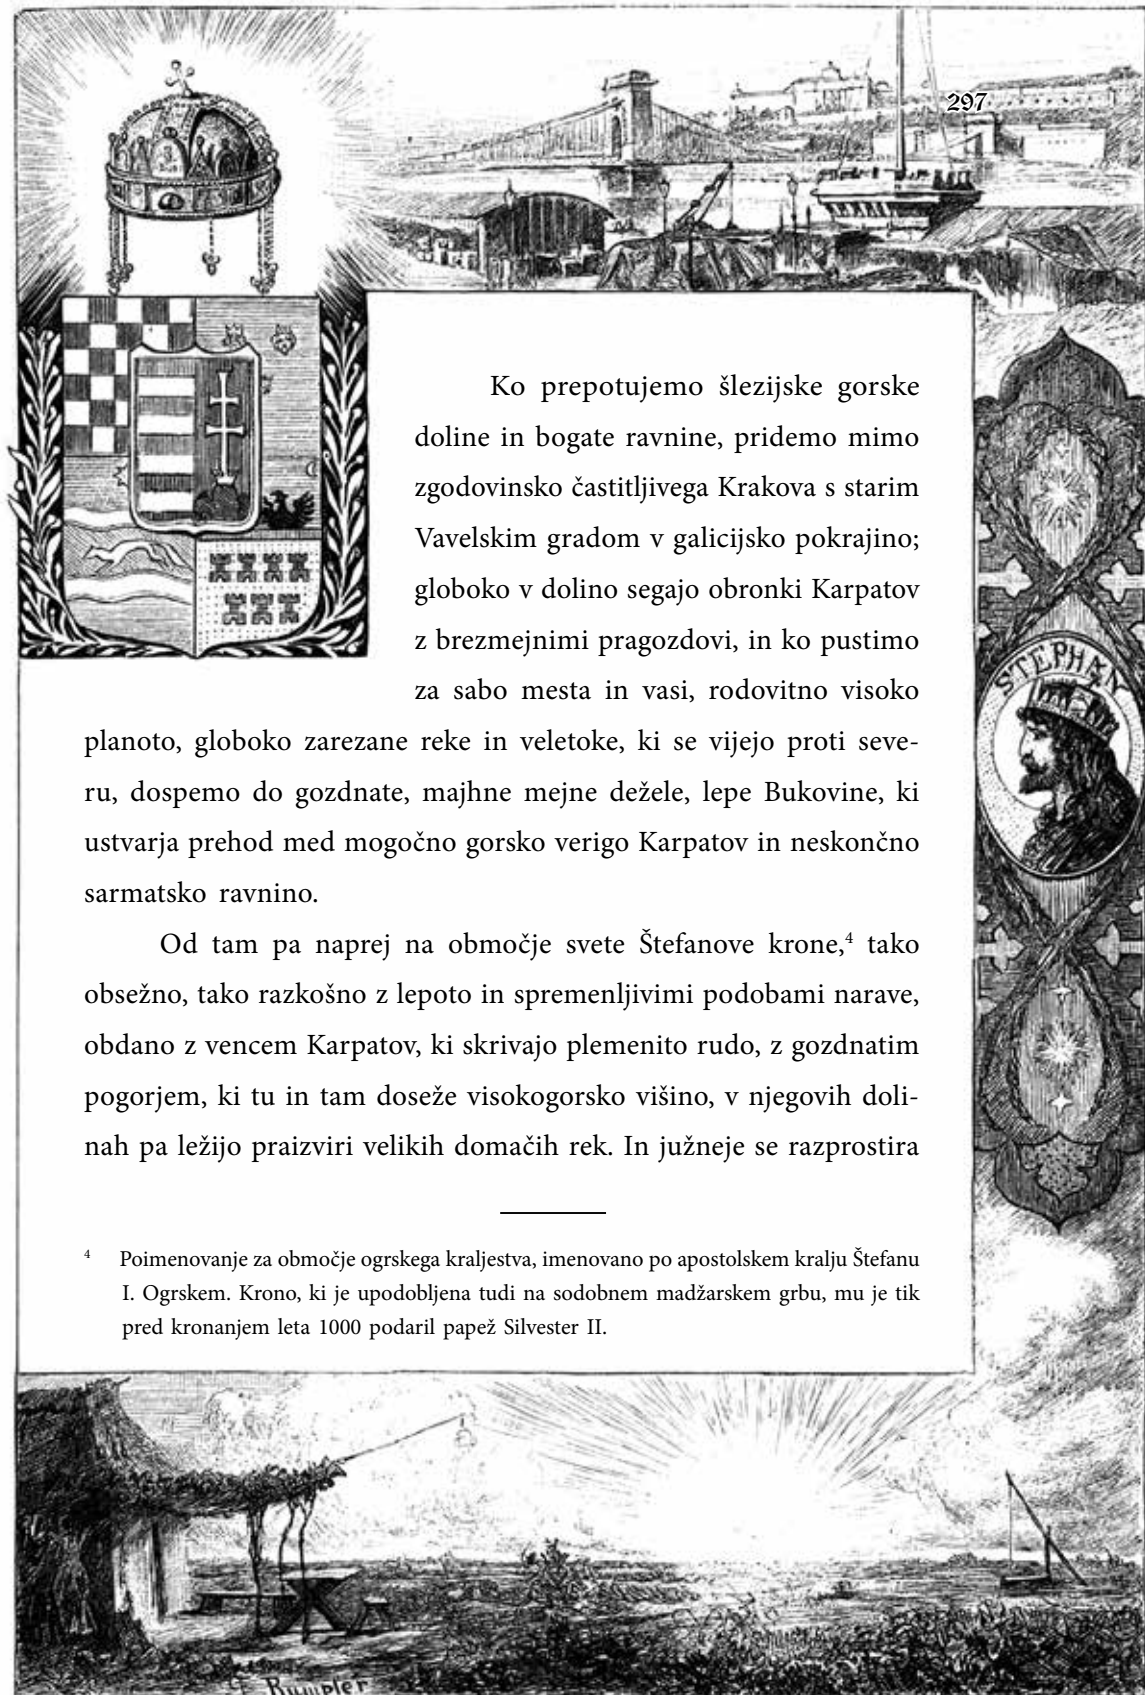 297
Ko prepotujemo šlezijske gorske
doline in bogate ravnine, pridemo mimo
zgodovinsko častitljivega Krakova s starim
Vavelskim gradom v galicijsko pokrajino;
globoko v dolino segajo obronki Karpatov
z brezmejnimi pragozdovi, in ko pustimo
za sabo mesta in vasi, rodovitno visoko
planoto, globoko zarezane reke in veletoke, ki se vijejo proti seve-
ru, dospemo do gozdnate, majhne mejne dežele, lepe Bukovine, ki
ustvarja prehod med mogočno gorsko verigo Karpatov in neskončno
sarmatsko ravnino.
Od tam pa naprej na območje svete Štefanove krone,4 tako
obsežno, tako razkošno z lepoto in spremenljivimi podobami narave,
obdano z vencem Karpatov, ki skrivajo plemenito rudo, z gozdnatim
pogorjem, ki tu in tam doseže visokogorsko višino, v njegovih doli-
nah pa ležijo praizviri velikih domačih rek. In južneje se razprostira
STEPHAN
4 Poimenovanje za območje ogrskega kraljestva, imenovano po apostolskem kralju Štefanu
I. Ogrskem. Krono, ki je upodobljena tudi na sodobnem madžarskem grbu, mu je tik
pred kronanjem leta 1000 podaril papež Silvester II.
Rumpler